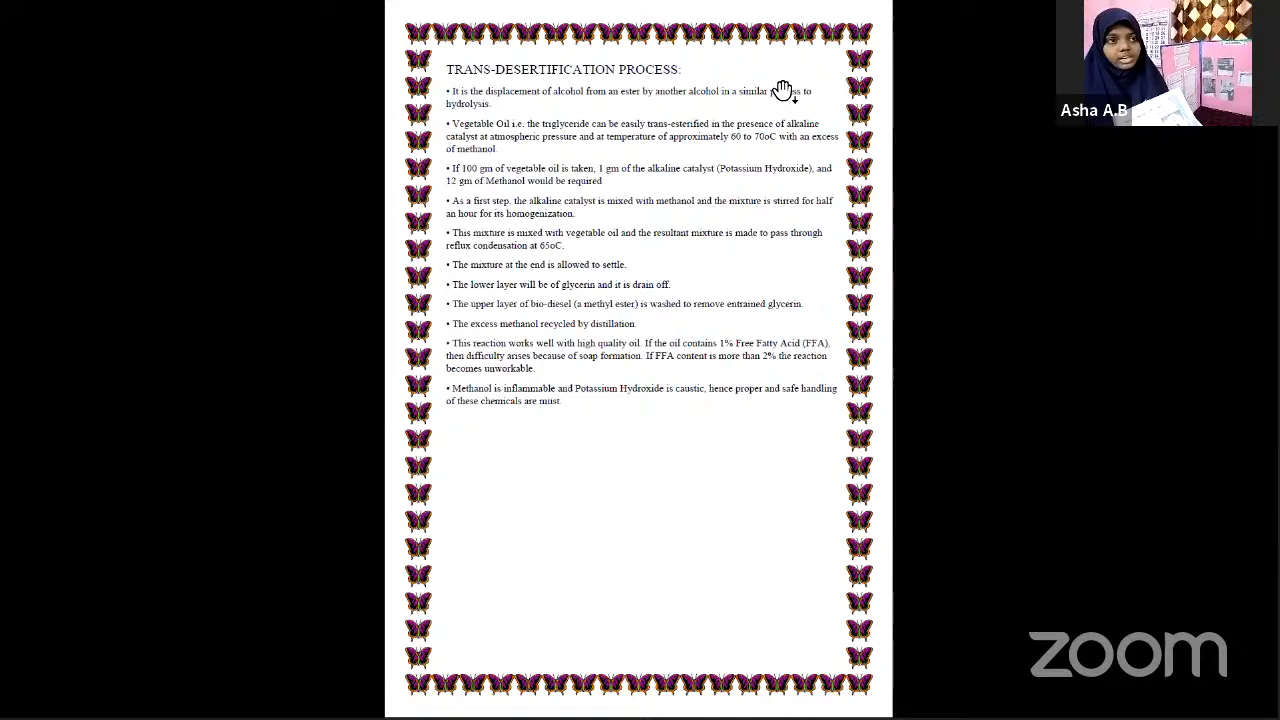 TRANS-DESERTIFICATION PROCESS:
• It is the displacement of alcohol from an ester by another alcohol in a similar to
hydrolysis.
• Vegetable Oil i.e. the triglyceride can be easily trans-esterified in the presence of alkaline
catalyst at atmospheric pressure and at temperature of approximately 60 to 70oC with an excess
of methanol.
• If 100 gm of vegetable oil is taken, 1 gm of the alkaline catalyst (Potassium Hydroxide), and
12 gm of Methanol would be required
• As a first step, the alkaline catalyst is mixed with methanol and the mixture is stirred for half
an hour for its homogenization.
• This mixture is mixed with vegetable oil and the resultant mixture is made to pass through
reflux condensation at 65oC.
• The mixture at the end is allowed to settle.
• The lower layer will be of glycerin and it is drain off.
• The upper layer of bio-diesel (a methyl ester) is washed to remove entrained glycerin.
• The excess methanol recycled by distillation.
• This reaction works well with high quality oil. If the oil contains 1% Free Fatty Acid (FFA),
then difficulty arises because of soap formation. If FFA content is more than 2% the reaction
becomes unworkable.
• Methanol is inflammable and Potassium Hydroxide is caustic, hence proper and safe handling
of these chemicals are must.
Asha A.B
zoom